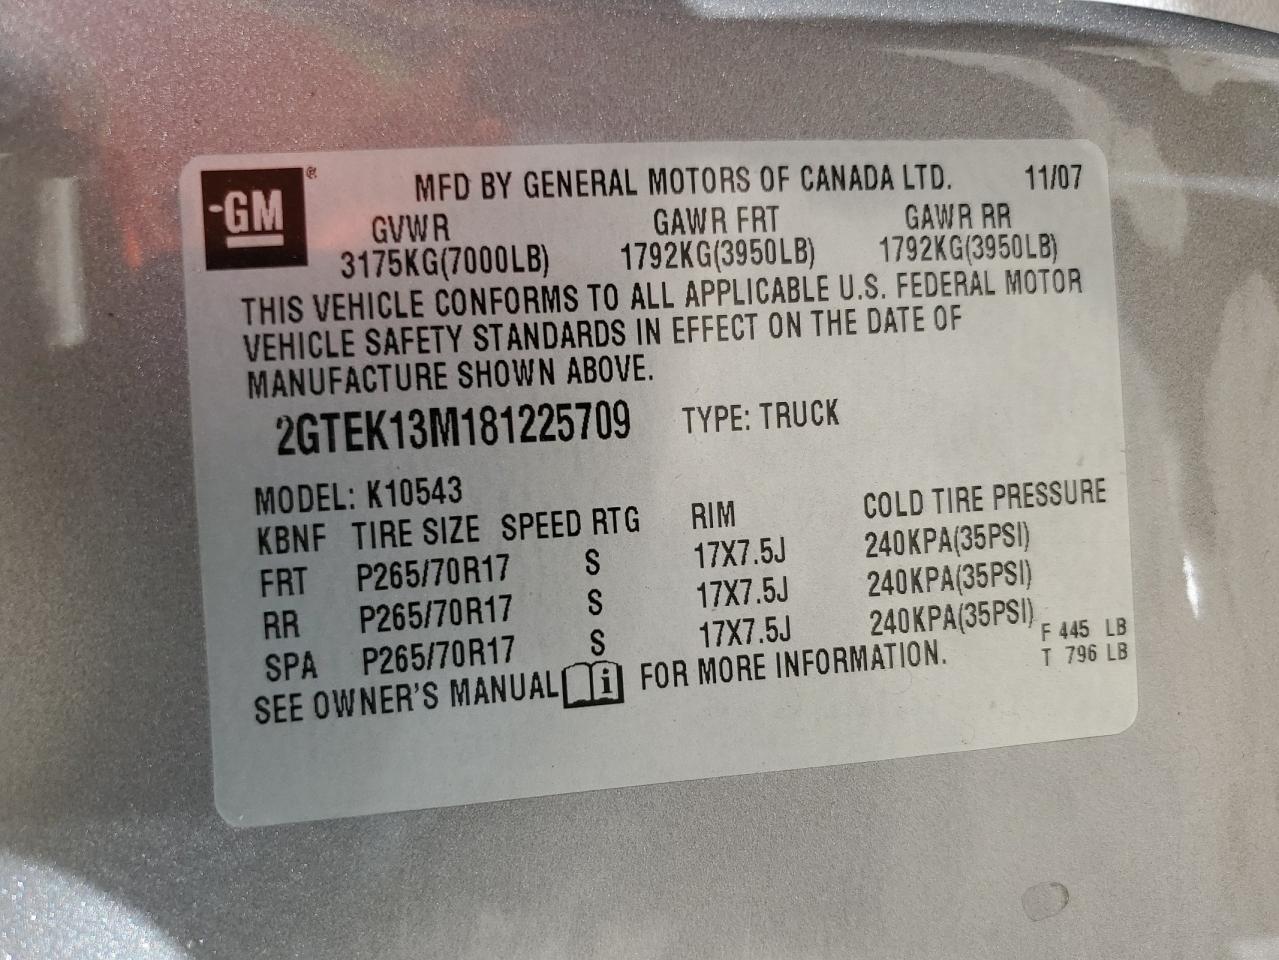 GM ®
MFD BY GENERAL MOTORS OF CANADA LTD. 11/07
GVWR GAWR FRT GAWR RR
3175KG(7000LB) 1792KG(3950LB) 1792KG(3950LB)
THIS VEHICLE CONFORMS TO ALL APPLICABLE U.S. FEDERAL MOTOR
VEHICLE SAFETY STANDARDS IN EFFECT ON THE DATE OF
MANUFACTURE SHOWN ABOVE.
2GTEK13M181225709 TYPE: TRUCK
MODEL: K10543
KBNF TIRE SIZE SPEED RTG RIM COLD TIRE PRESSURE
FRT P265/70R17 S 17X7.5J 240KPA(35PSI)
RR P265/70R17 S 17X7.5J 240KPA(35PSI)
SPA P265/70R17 S 17X7.5J 240KPA(35PSI)
F 445 LB
T 796 LB
SEE OWNER'S MANUAL i FOR MORE INFORMATION.